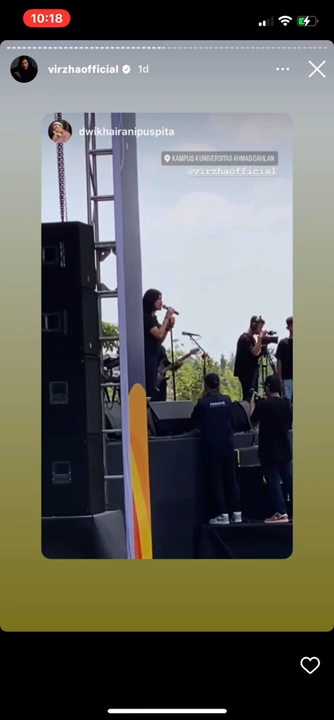 10:18
virzhaofficial 1d
dwikhairanipuspita
KAMPUS 4 UNIVERSITAS AHMAD DAHLAN
@virzhaofficial